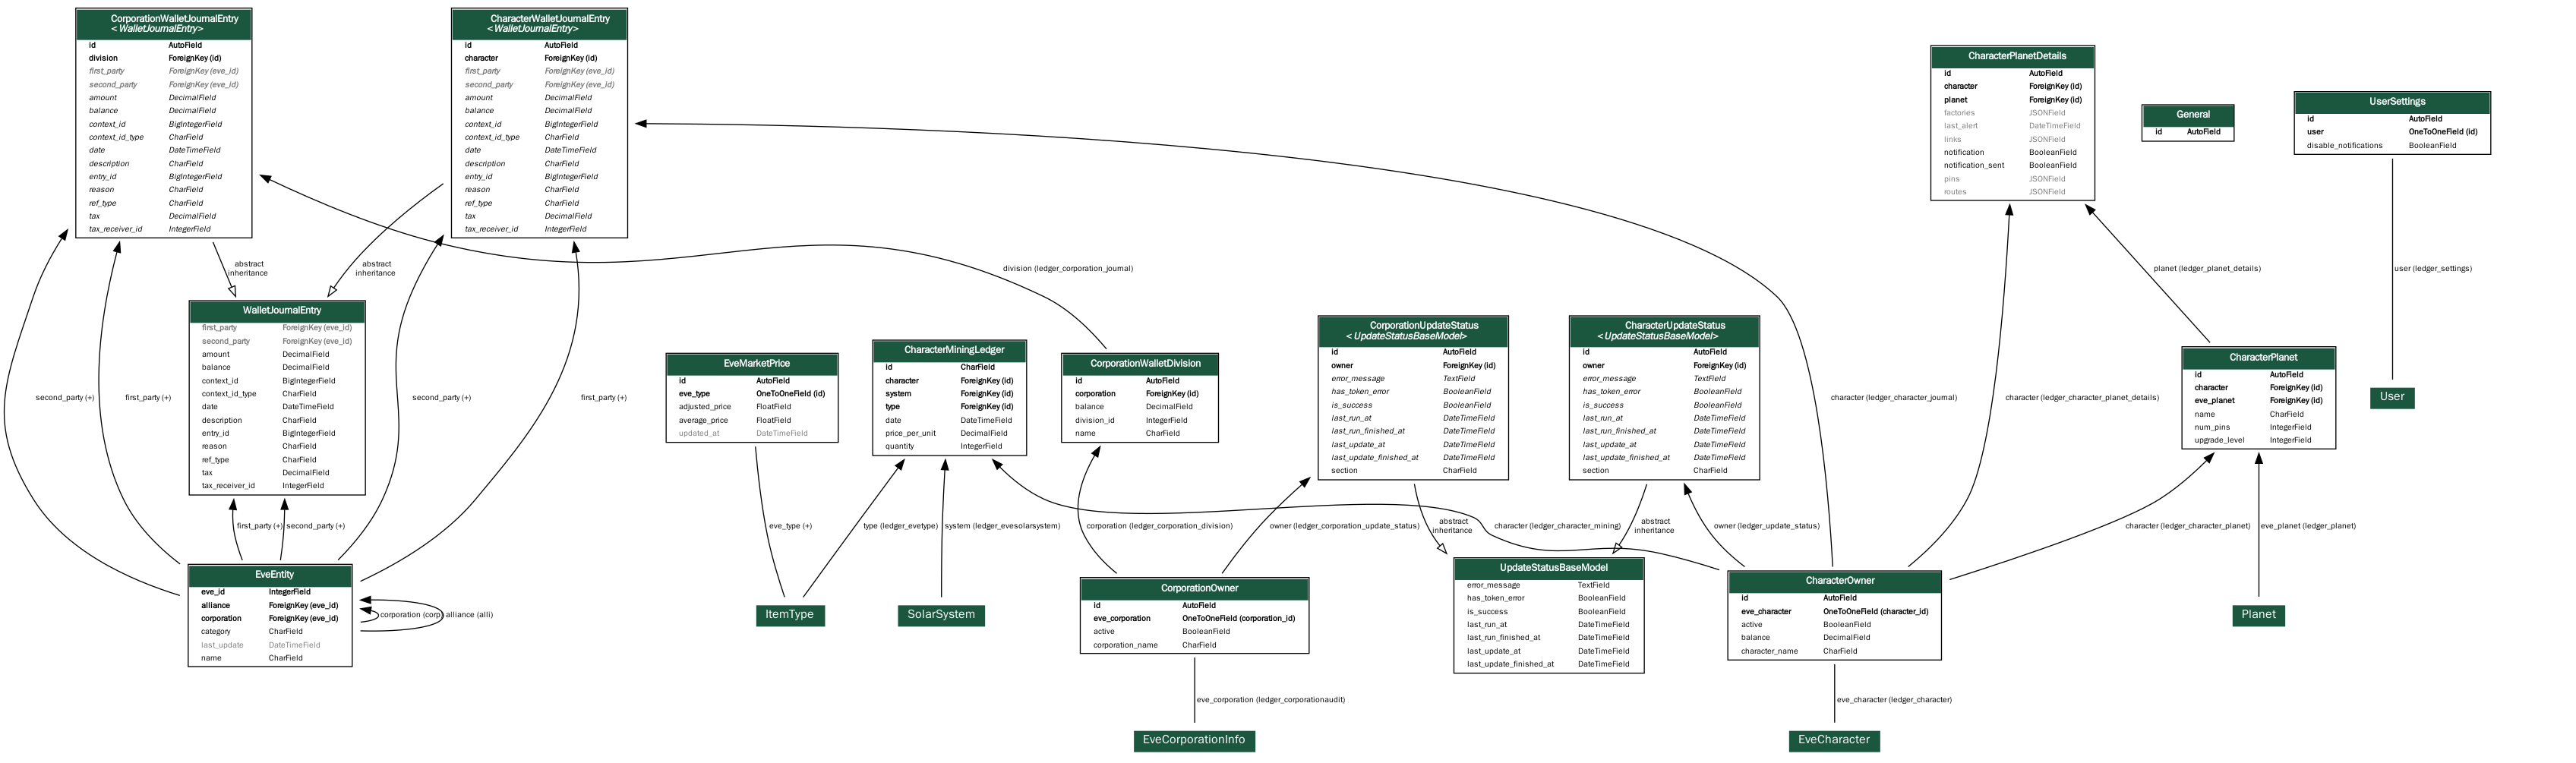 CorporationWalletJournalEntry
<WalletJournalEntry>
id AutoField
division ForeignKey (id)
first_party ForeignKey (eve_id)
second_party ForeignKey (eve_id)
amount DecimalField
balance DecimalField
context_id BigIntegerField
context_id_type CharField
date DateTimeField
description CharField
entry_id BigIntegerField
reason CharField
ref_type CharField
tax DecimalField
tax_receiver_id IntegerField
CharacterWalletJournalEntry
<WalletJournalEntry>
id AutoField
character ForeignKey (id)
first_party ForeignKey (eve_id)
second_party ForeignKey (eve_id)
amount DecimalField
balance DecimalField
context_id BigIntegerField
context_id_type CharField
date DateTimeField
description CharField
entry_id BigIntegerField
reason CharField
ref_type CharField
tax DecimalField
tax_receiver_id IntegerField
CharacterPlanetDetails
id AutoField
character ForeignKey (id)
planet ForeignKey (id)
factories JSONField
last_alert DateTimeField
links JSONField
notification BooleanField
notification_sent BooleanField
pins JSONField
routes JSONField
General
id AutoField
UserSettings
id AutoField
user OneToOneField (id)
disable_notifications BooleanField
abstract
inheritance
abstract
inheritance
division (ledger_corporation_journal)
planet (ledger_planet_details)
user (ledger_settings)
WalletJournalEntry
first_party ForeignKey (eve_id)
second_party ForeignKey (eve_id)
amount DecimalField
balance DecimalField
context_id BigIntegerField
context_id_type CharField
date DateTimeField
description CharField
entry_id BigIntegerField
reason CharField
ref_type CharField
tax DecimalField
tax_receiver_id IntegerField
EveMarketPrice
id AutoField
eve_type OneToOneField (id)
adjusted_price FloatField
average_price FloatField
updated_at DateTimeField
CharacterMiningLedger
id CharField
character ForeignKey (id)
system ForeignKey (id)
type ForeignKey (id)
date DateTimeField
price_per_unit DecimalField
quantity IntegerField
CorporationWalletDivision
id AutoField
corporation ForeignKey (id)
balance DecimalField
division_id IntegerField
name CharField
CorporationUpdateStatus
<UpdateStatusBaseModel>
id AutoField
owner ForeignKey (id)
error_message TextField
has_token_error BooleanField
is_success BooleanField
last_run_at DateTimeField
last_run_finished_at DateTimeField
last_update_at DateTimeField
last_update_finished_at DateTimeField
section CharField
CharacterUpdateStatus
<UpdateStatusBaseModel>
id AutoField
owner ForeignKey (id)
error_message TextField
has_token_error BooleanField
is_success BooleanField
last_run_at DateTimeField
last_run_finished_at DateTimeField
last_update_at DateTimeField
last_update_finished_at DateTimeField
section CharField
CharacterPlanet
id AutoField
character ForeignKey (id)
eve_planet ForeignKey (id)
name CharField
num_pins IntegerField
upgrade_level IntegerField
User
second_party (+)
first_party (+)
second_party (+)
first_party (+)
character (ledger_character_journal)
character (ledger_character_planet_details)
first_party (+)
second_party (+)
eve_type (+)
type (ledger_evetype)
system (ledger_evesolarsystem)
corporation (ledger_corporation_division)
owner (ledger_corporation_update_status)
abstract
inheritance
character (ledger_character_mining)
abstract
inheritance
owner (ledger_update_status)
character (ledger_character_planet)
eve_planet (ledger_planet)
EveEntity
eve_id IntegerField
alliance ForeignKey (eve_id)
corporation ForeignKey (eve_id)
category CharField
last_update DateTimeField
name CharField
corporation (corp)
alliance (alli)
ItemType
SolarSystem
CorporationOwner
id AutoField
eve_corporation OneToOneField (corporation_id)
active BooleanField
corporation_name CharField
UpdateStatusBaseModel
error_message TextField
has_token_error BooleanField
is_success BooleanField
last_run_at DateTimeField
last_run_finished_at DateTimeField
last_update_at DateTimeField
last_update_finished_at DateTimeField
CharacterOwner
id AutoField
eve_character OneToOneField (character_id)
active BooleanField
balance DecimalField
character_name CharField
Planet
eve_corporation (ledger_corporationaudit)
eve_character (ledger_character)
EveCorporationInfo
EveCharacter